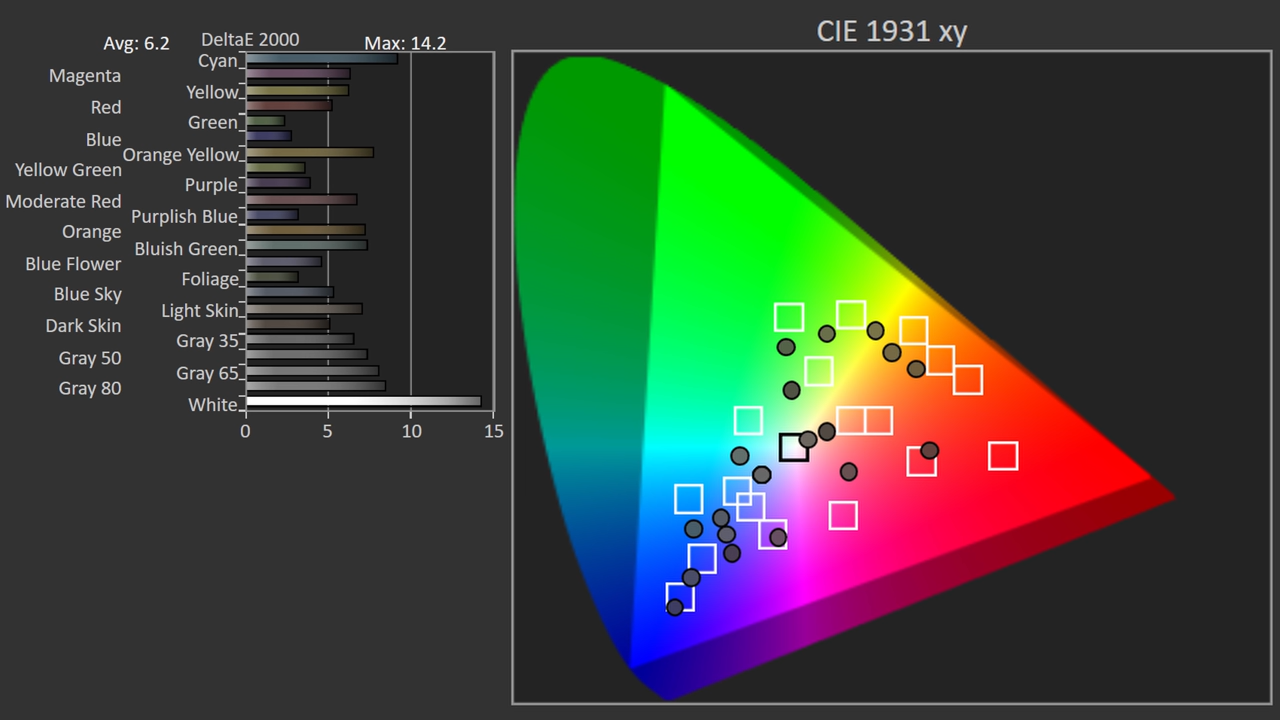 CIE 1931 xy
Avg: 6.2 DeltaE 2000 Max: 14.2
Cyan
Magenta
Yellow
Red
Green
Blue
Orange Yellow
Yellow Green
Purple
Moderate Red
Purplish Blue
Orange
Bluish Green
Blue Flower
Foliage
Blue Sky
Light Skin
Dark Skin
Gray 35
Gray 50
Gray 65
Gray 80
White
0 5 10 15